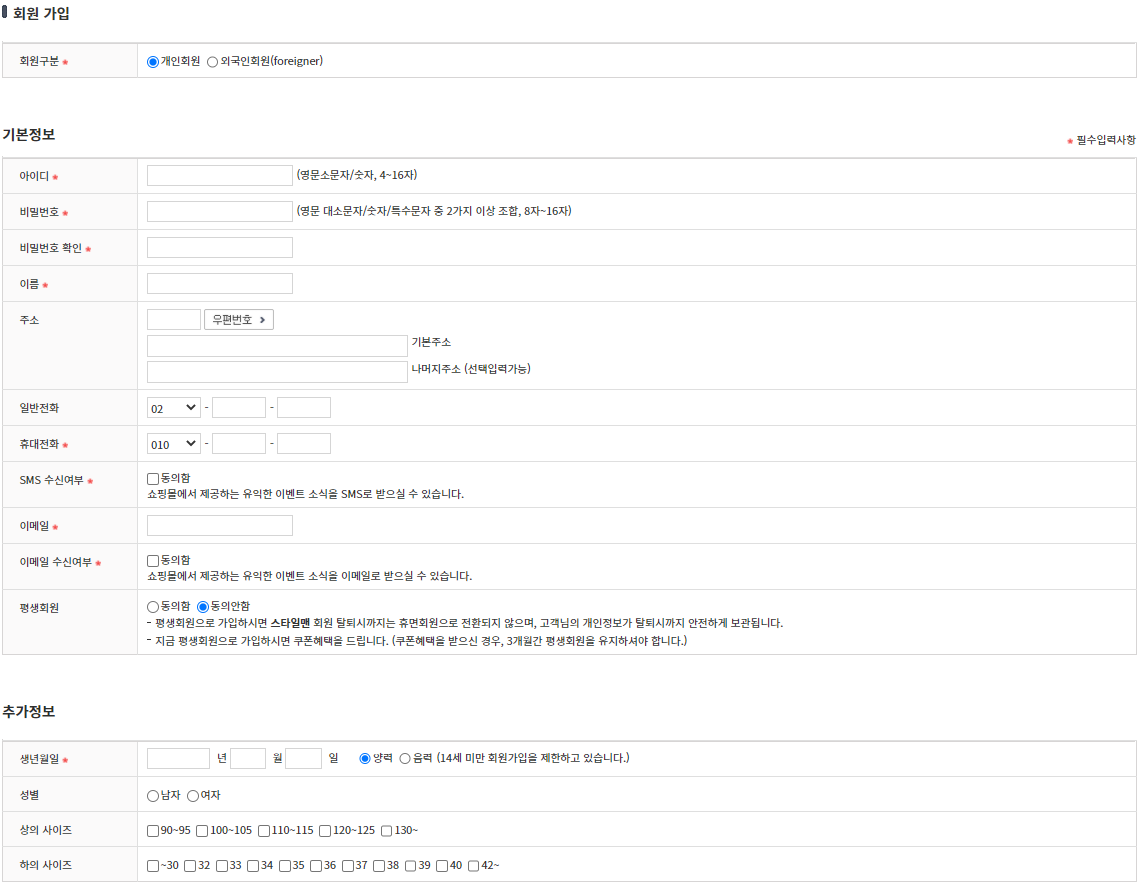 회원 가입
회원구분 * 개인회원 외국인회원(foreigner)
기본정보
* 필수입력사항
아이디 * (영문소문자/숫자, 4~16자)
비밀번호 * (영문 대소문자/숫자/특수문자 중 2가지 이상 조합, 8자~16자)
비밀번호 확인 *
이름 *
주소 우편번호 >
기본주소
나머지주소 (선택입력가능)
일반전화 02 - -
휴대전화 * 010 - -
SMS 수신여부 * 동의함
쇼핑몰에서 제공하는 유익한 이벤트 소식을 SMS로 받으실 수 있습니다.
이메일 *
이메일 수신여부 * 동의함
쇼핑몰에서 제공하는 유익한 이벤트 소식을 이메일로 받으실 수 있습니다.
평생회원 동의함 동의안함
- 평생회원으로 가입하시면 스타일맨 회원 탈퇴시까지는 휴면회원으로 전환되지 않으며, 고객님의 개인정보가 탈퇴시까지 안전하게 보관됩니다.
- 지금 평생회원으로 가입하시면 쿠폰혜택을 드립니다. (쿠폰혜택을 받으신 경우, 3개월간 평생회원을 유지하셔야 합니다.)
추가정보
생년월일 * 년 월 일 양력 음력 (14세 미만 회원가입을 제한하고 있습니다.)
성별 남자 여자
상의 사이즈 90~95 100~105 110~115 120~125 130~
하의 사이즈 ~30 32 33 34 35 36 37 38 39 40 42~